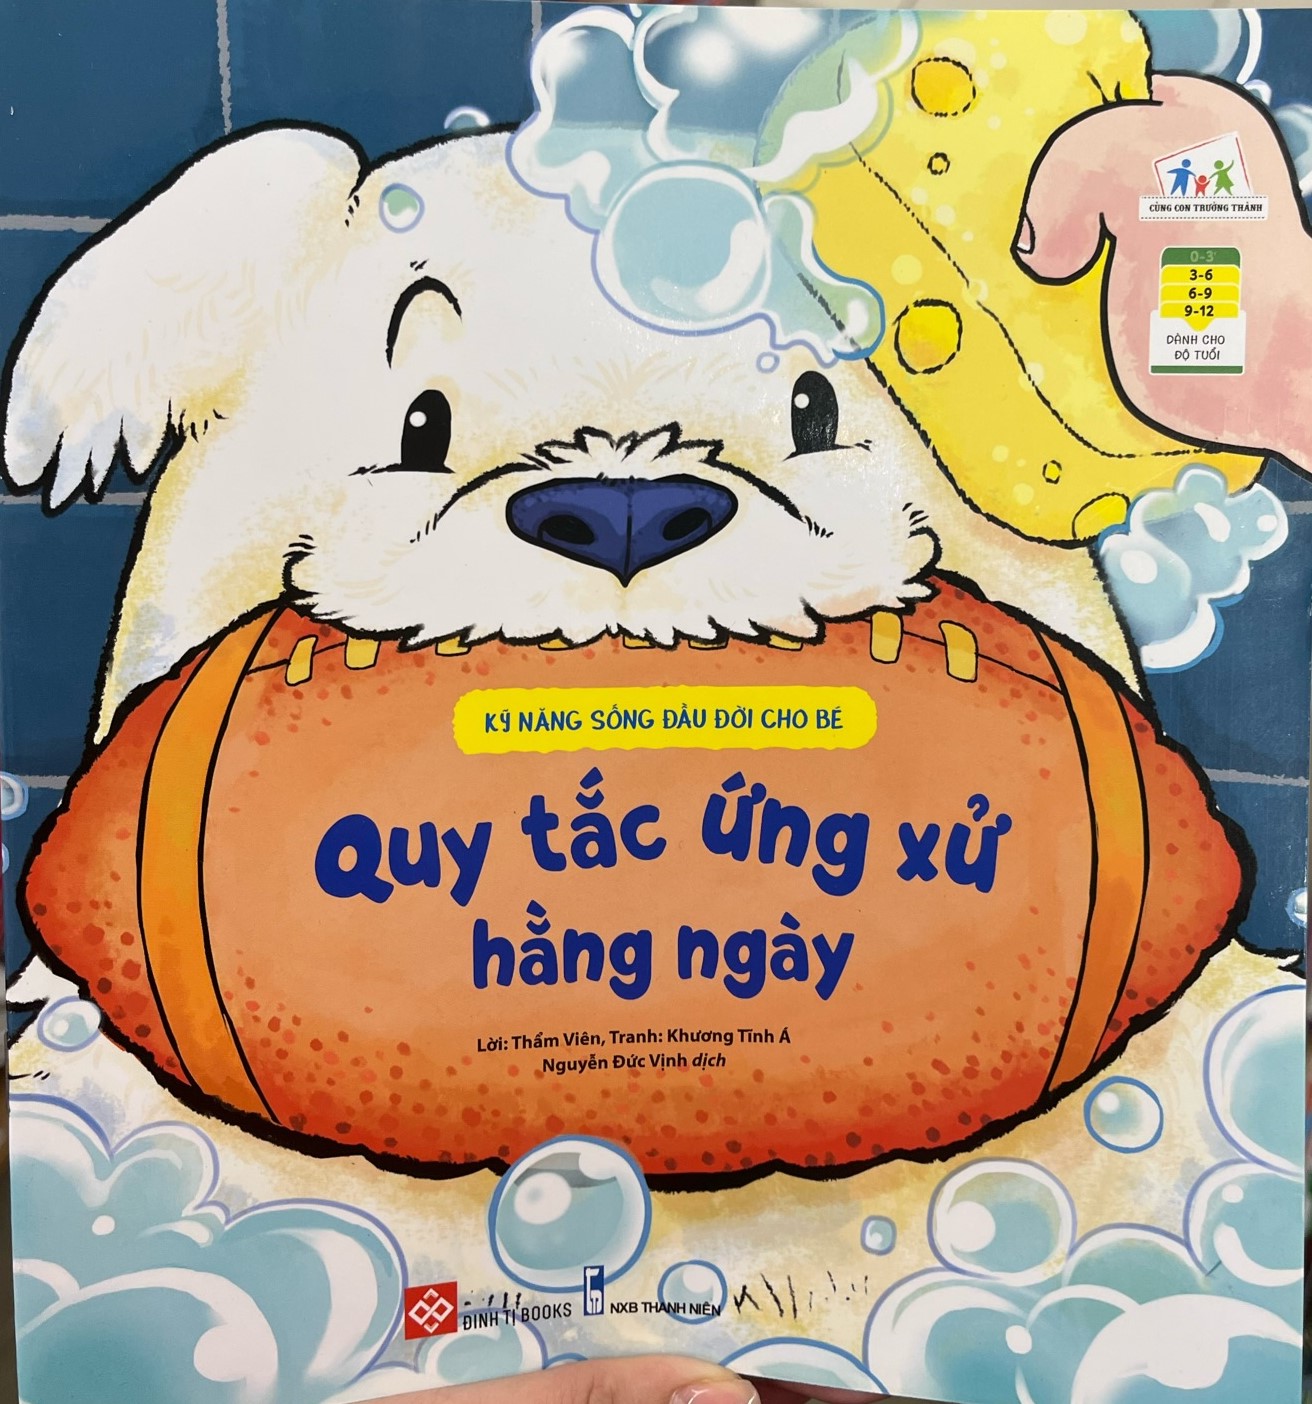 CÙNG CON TRƯỞNG THÀNH
0-3
3-6
6-9
9-12
DÀNH CHO
ĐỘ TUỔI
KỸ NĂNG SỐNG ĐẦU ĐỜI CHO BÉ
Quy tắc ứng xử
hằng ngày
Lời: Thẩm Viên, Tranh: Khương Tĩnh Á
Nguyễn Đức Vịnh dịch
ĐINH TỊ BOOKS
NXB THANH NIÊN